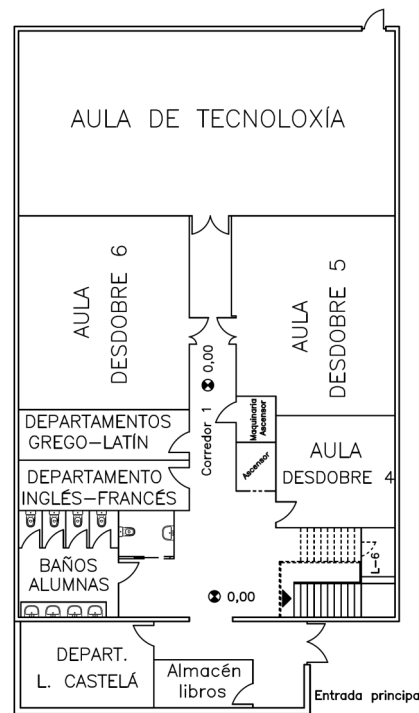 AULA DE TECNOLOXÍA
AULA
DESDOBRE 6
AULA
DESDOBRE 5
0,00
Corredor 1
Maquinaria
Ascensor
Ascensor
DEPARTAMENTOS
GREGO-LATÍN
AULA
DESDOBRE 4
DEPARTAMENTO
INGLÉS-FRANCÉS
BAÑOS
ALUMNAS
L-6
0,00
DEPART.
L. CASTELÁ
Almacén
libros
Entrada principa